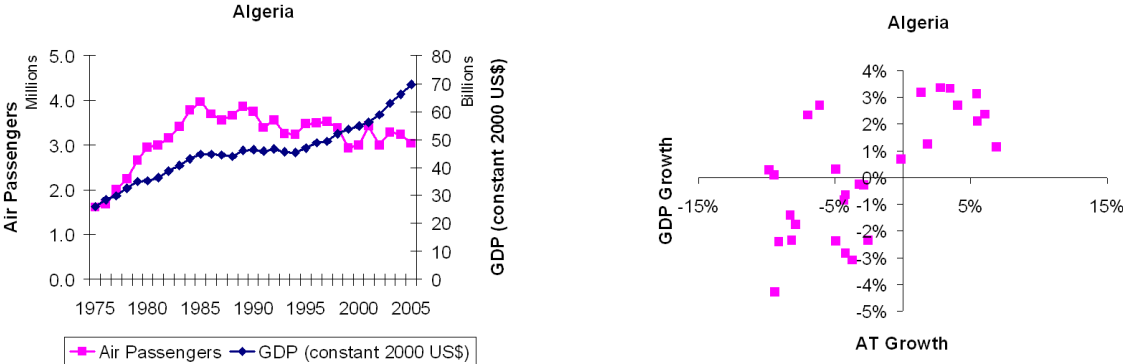 Algeria
Air Passengers
Millions
5.0
4.0
3.0
2.0
1.0
0.0
80
70
60
50
40
30
20
10
0
Billions
GDP (constant 2000 US$)
1975 1980 1985 1990 1995 2000 2005
Air Passengers GDP (constant 2000 US$)
Algeria
GDP Growth
4%
3%
2%
1%
0%
-1%
-2%
-3%
-4%
-5%
-15% -5% 5% 15%
AT Growth